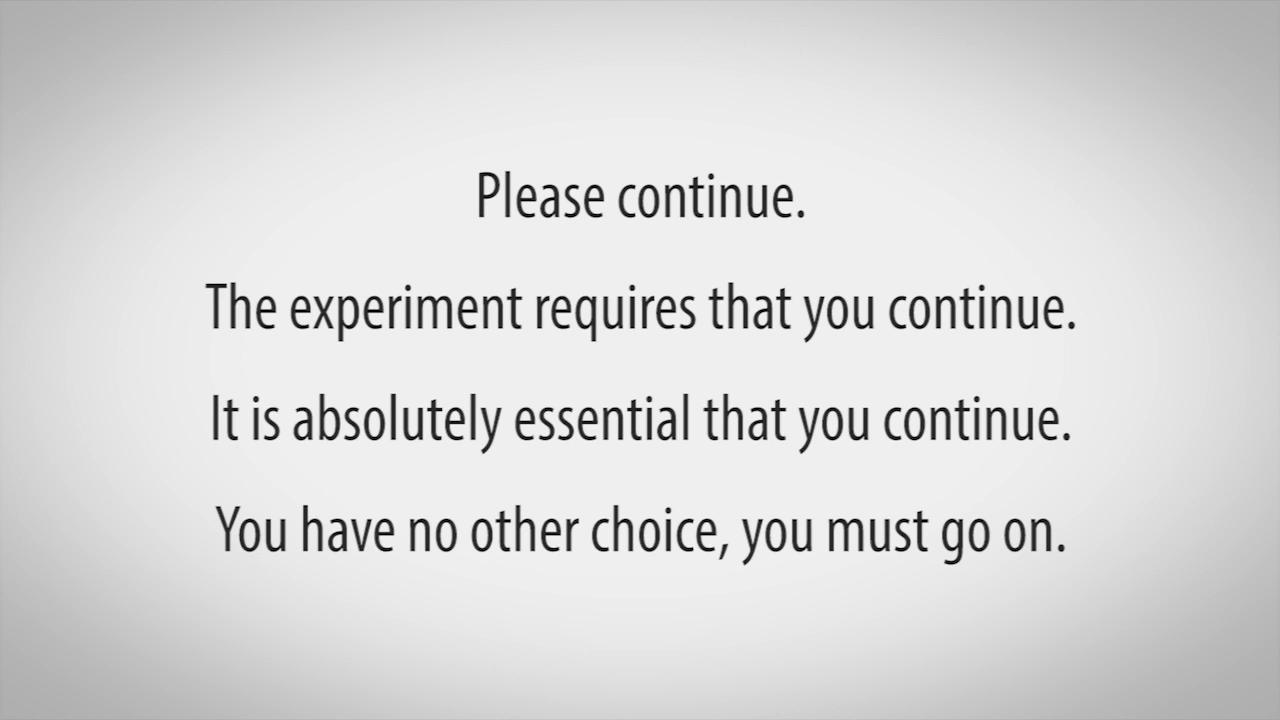 Please continue.
The experiment requires that you continue.
It is absolutely essential that you continue.
You have no other choice, you must go on.